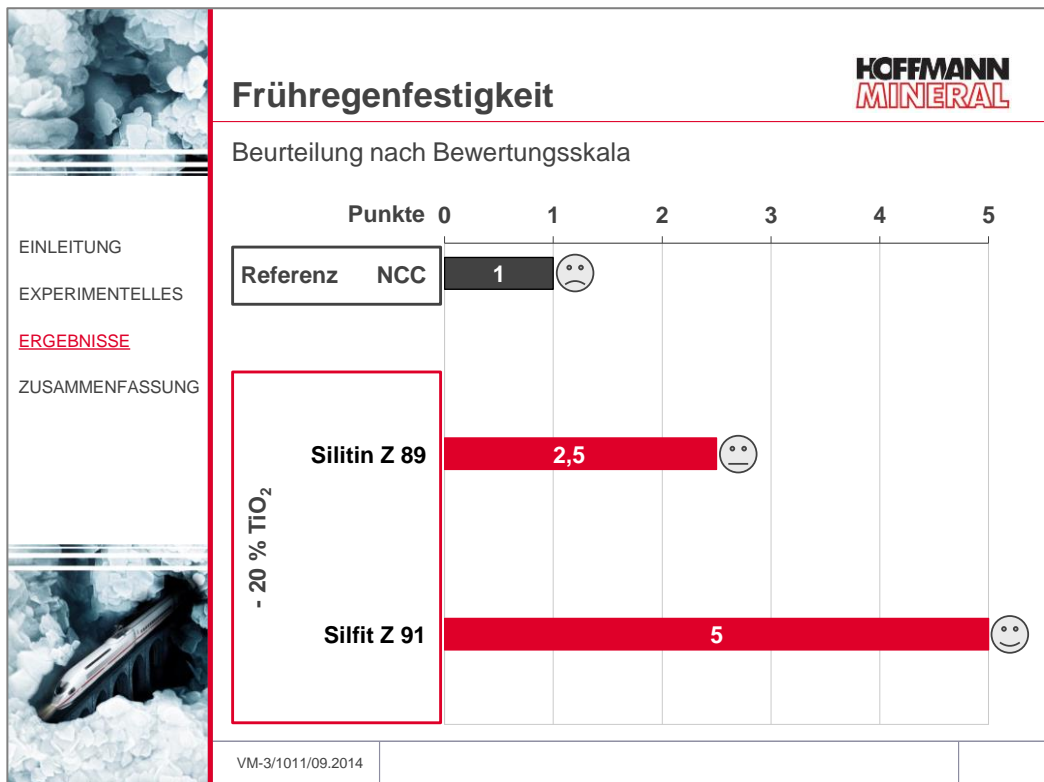 Frühregenfestigkeit
HOFFMANN
MINERAL
Beurteilung nach Bewertungsskala
EINLEITUNG
EXPERIMENTELLES
ERGEBNISSE
ZUSAMMENFASSUNG
Punkte 0 1 2 3 4 5
Referenz NCC 1
- 20 % TiO₂
Silitin Z 89 2,5
Silfit Z 91 5
VM-3/1011/09.2014